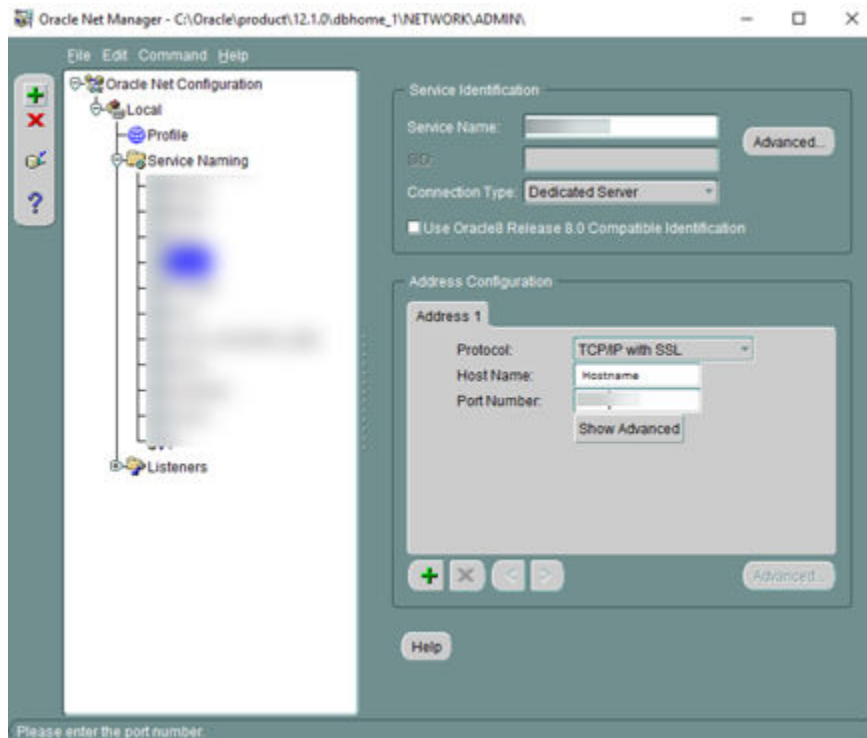 Oracle Net Manager - C:\Oracle\product\12.1.0\dbhome_1\NETWORK\ADMIN\
File Edit Command Help
Oracle Net Configuration
Local
Profile
Service Naming
Listeners
Service Identification
Service Name:
SID:
Connection Type: Dedicated Server
Advanced...
Use Oracle8 Release 8.0 Compatible Identification
Address Configuration
Address 1
Protocol: TCP/IP with SSL
Host Name: Hostname
Port Number:
Show Advanced
Advanced...
Help
Please enter the port number.